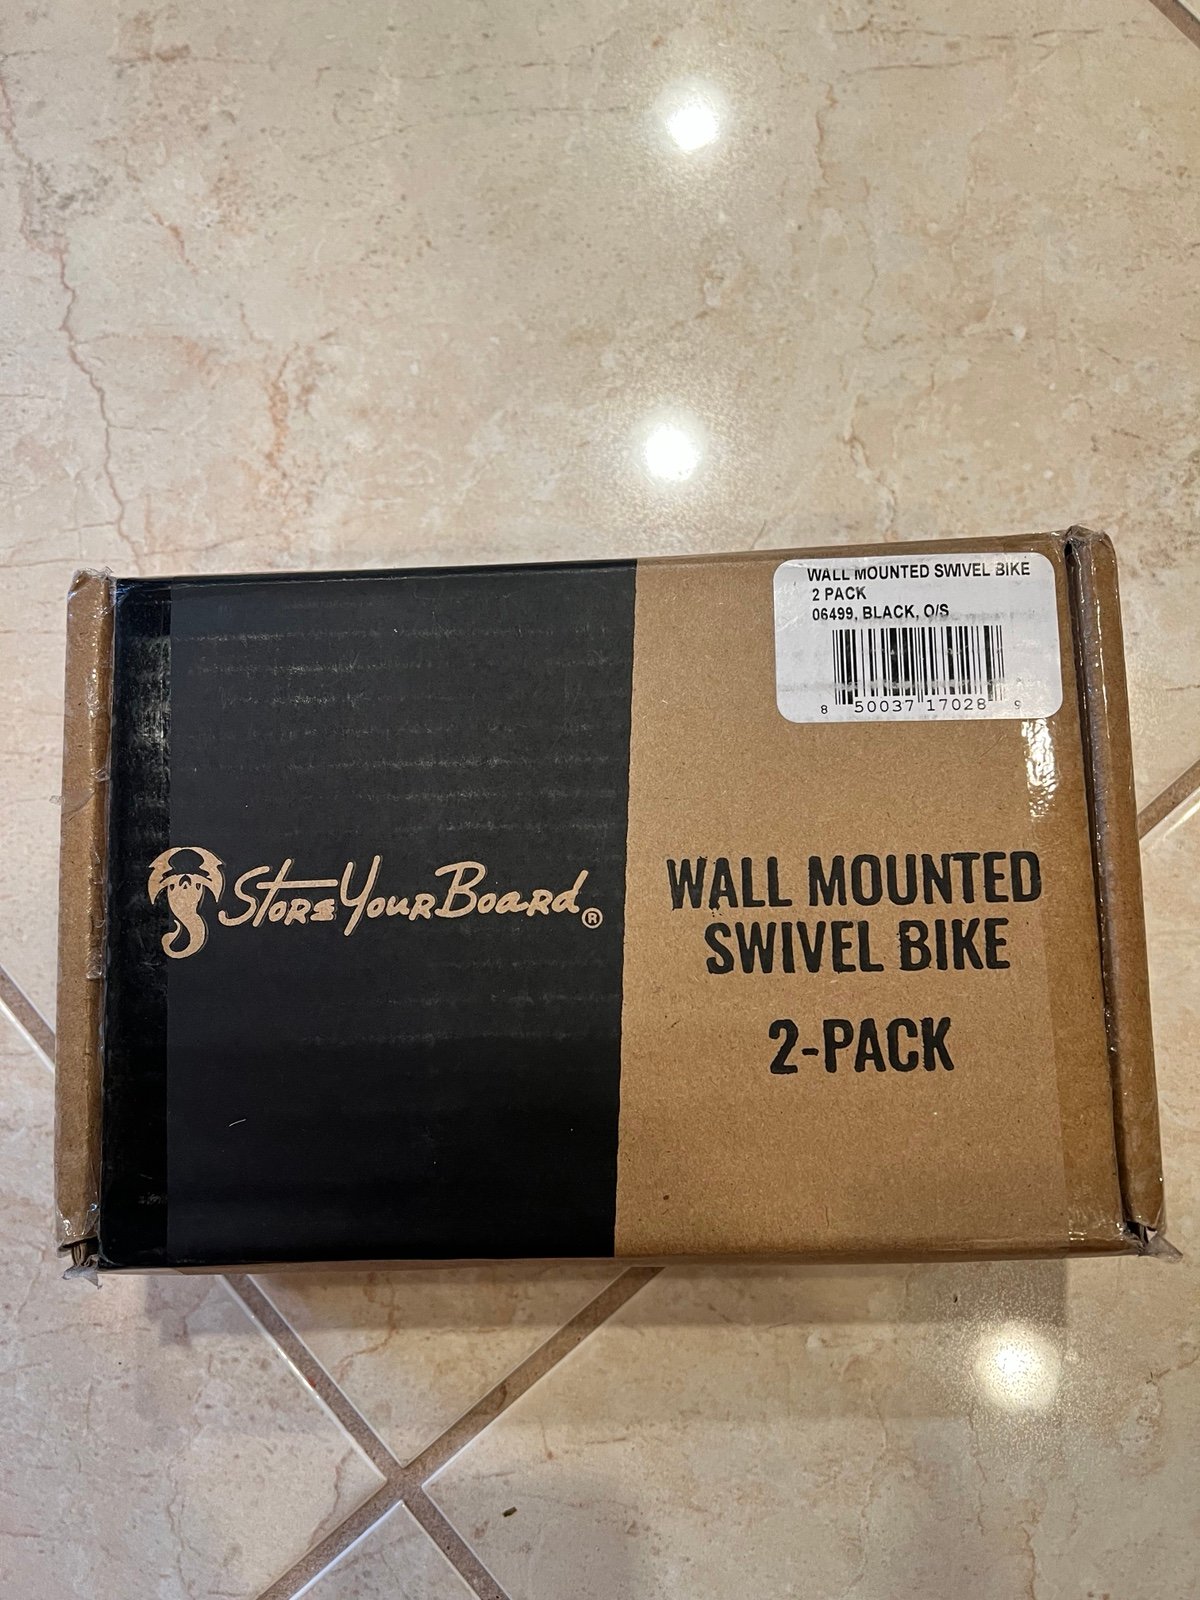 WALL MOUNTED SWIVEL BIKE
2 PACK
06499, BLACK, O/S
8 50037 17028 9
StoreYourBoard®
WALL MOUNTED
SWIVEL BIKE
2-PACK